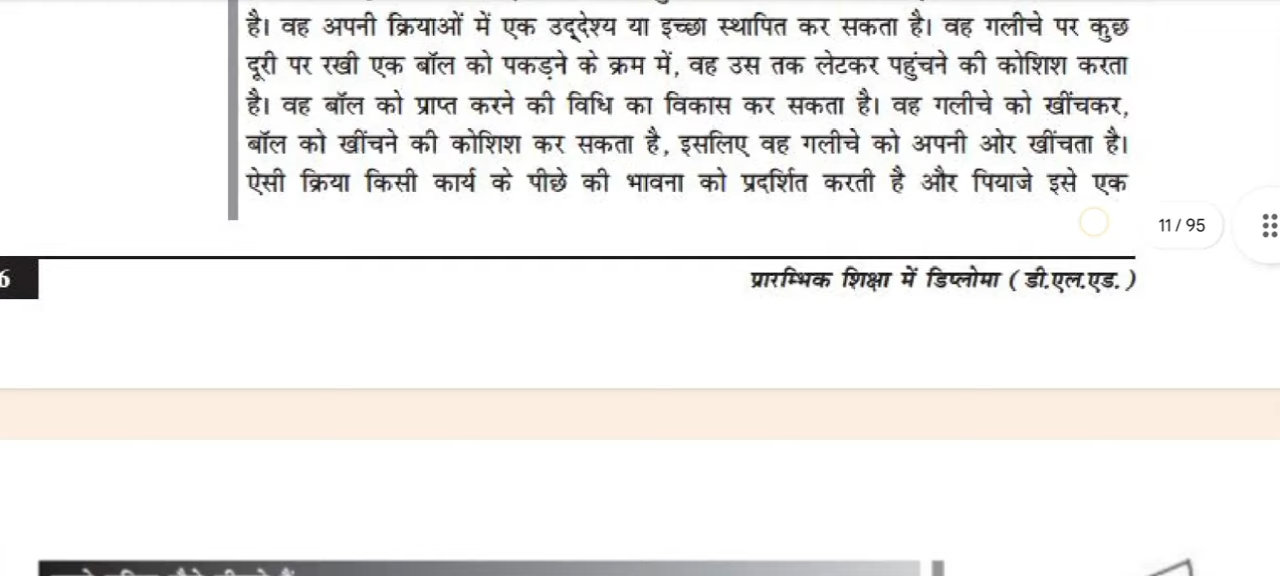 है। वह अपनी क्रियाओं में एक उद्देश्य या इच्छा स्थापित कर सकता है। वह गलीचे पर कुछ
दूरी पर रखी एक बॉल को पकड़ने के क्रम में, वह उस तक लेटकर पहुंचने की कोशिश करता
है। वह बॉल को प्राप्त करने की विधि का विकास कर सकता है। वह गलीचे को खींचकर,
बॉल को खींचने की कोशिश कर सकता है, इसलिए वह गलीचे को अपनी ओर खींचता है।
ऐसी क्रिया किसी कार्य के पीछे की भावना को प्रदर्शित करती है और पियाजे इसे एक
11 / 95
6
प्रारम्भिक शिक्षा में डिप्लोमा ( डी.एल.एड. )